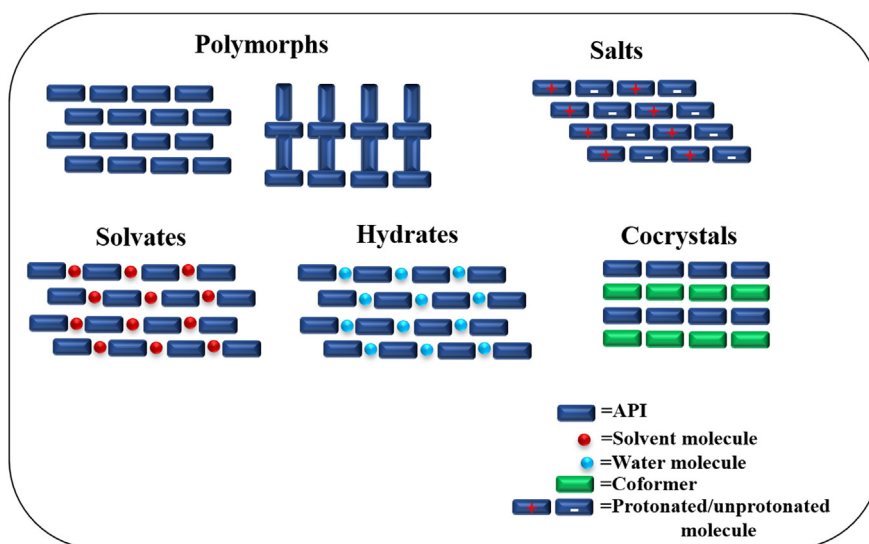 Polymorphs
Salts
Solvates
Hydrates
Cocrystals
=API
=Solvent molecule
=Water molecule
=Coformer
+ - =Protonated/unprotonated
molecule